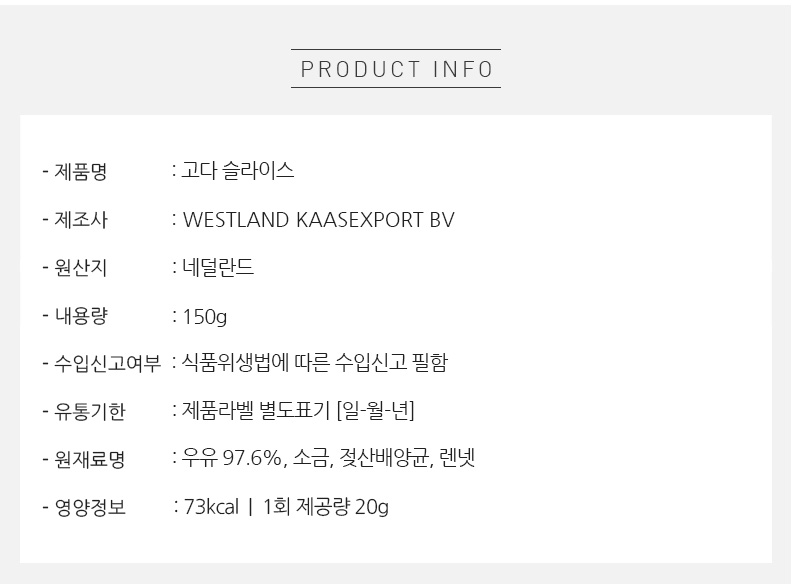 PRODUCT INFO
- 제품명 : 고다 슬라이스
- 제조사 : WESTLAND KAASEXPORT BV
- 원산지 : 네덜란드
- 내용량 : 150g
- 수입신고여부 : 식품위생법에 따른 수입신고 필함
- 유통기한 : 제품라벨 별도표기 [일-월-년]
- 원재료명 : 우유 97.6%, 소금, 젖산배양균, 렌넷
- 영양정보 : 73kcal | 1회 제공량 20g